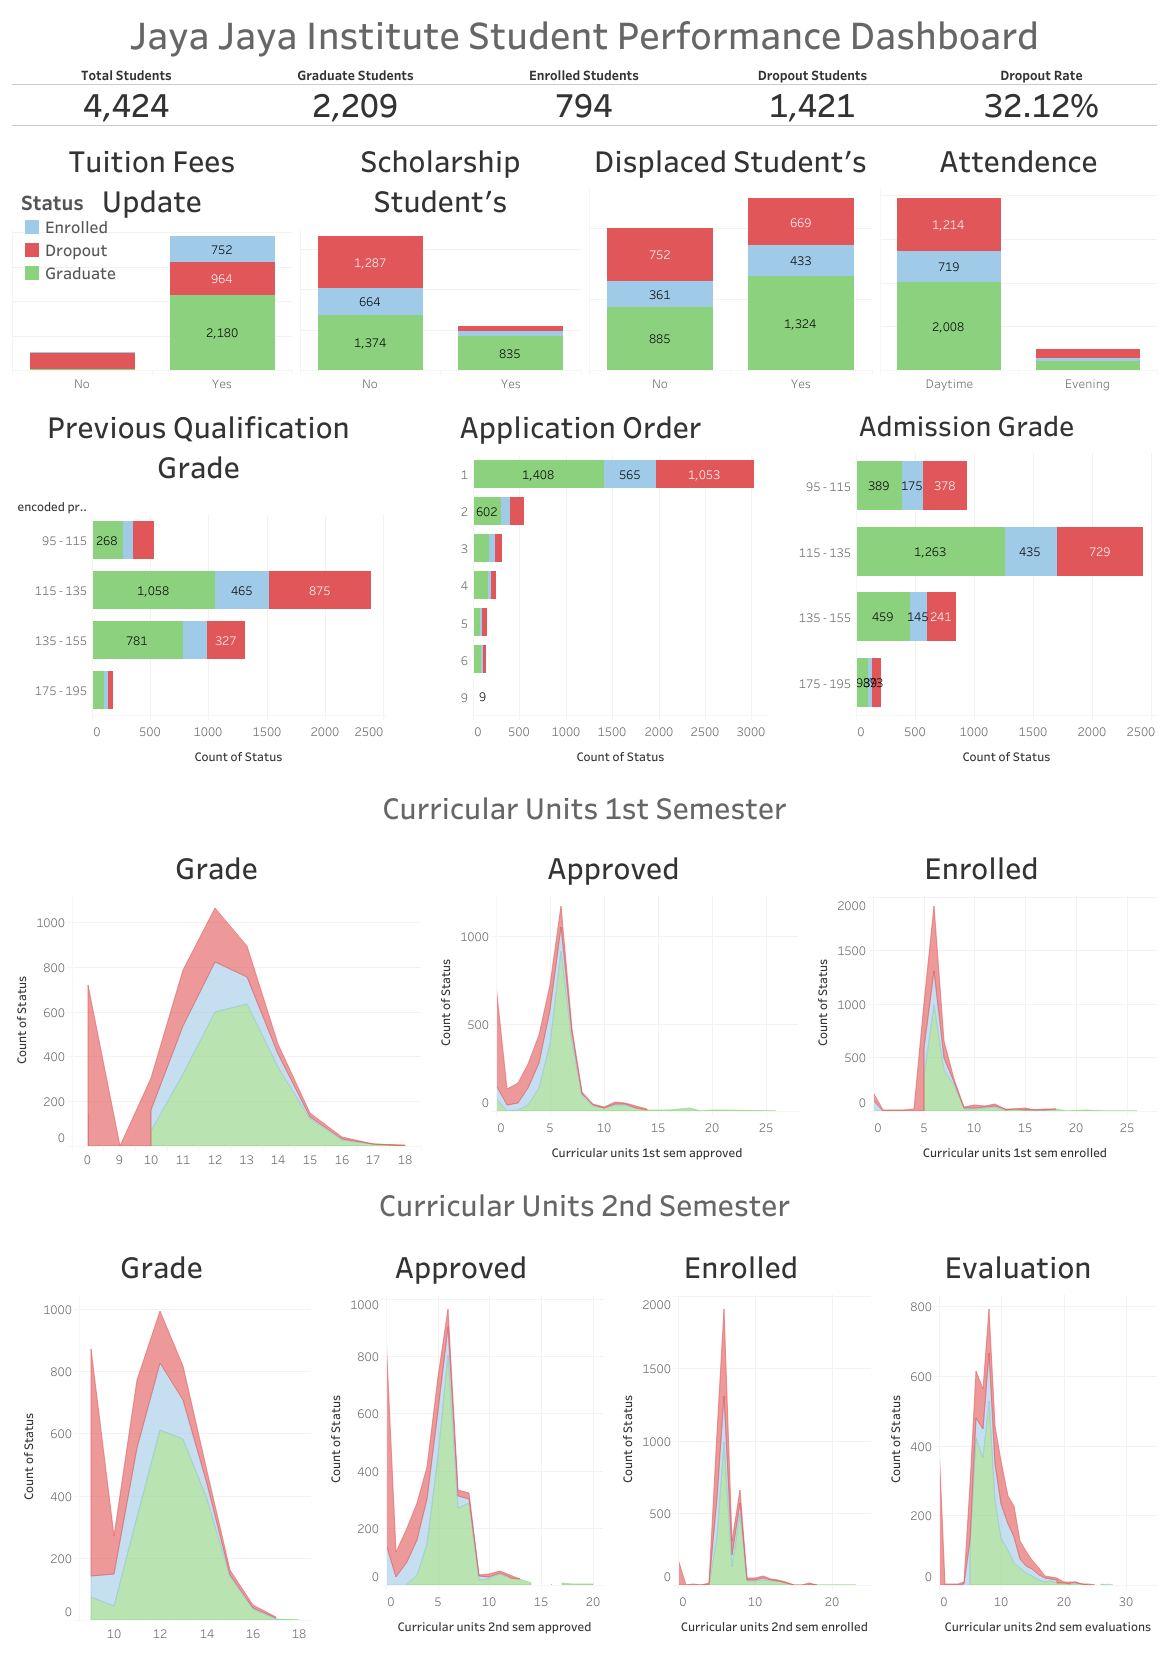 Jaya Jaya Institute Student Performance Dashboard
Total Students Graduate Students Enrolled Students Dropout Students Dropout Rate
4,424 2,209 794 1,421 32.12%
Tuition Fees
Update
Status
Enrolled
Dropout
Graduate
752
964
2,180
No Yes
Scholarship
Student's
1,287
664
1,374
835
No Yes
Displaced Student's
752
361
885
669
433
1,324
No Yes
Attendence
1,214
719
2,008
Daytime Evening
Previous Qualification
Grade
encoded pr..
95 - 115 268
115 - 135 1,058 465 875
135 - 155 781 327
175 - 195
0 500 1000 1500 2000 2500
Count of Status
Application Order
1 1,408 565 1,053
2 602
3
4
5
6
9 9
0 500 1000 1500 2000 2500 3000
Count of Status
Admission Grade
95 - 115 389 175 378
115 - 135 1,263 435 729
135 - 155 459 145 241
175 - 195
0 500 1000 1500 2000 2500
Count of Status
Curricular Units 1st Semester
Grade
Count of Status
1000
800
600
400
200
0
0 9 10 11 12 13 14 15 16 17 18
Approved
Count of Status
1000
500
0
0 5 10 15 20 25
Curricular units 1st sem approved
Enrolled
Count of Status
2000
1500
1000
500
0
0 5 10 15 20 25
Curricular units 1st sem enrolled
Curricular Units 2nd Semester
Grade
Count of Status
1000
800
600
400
200
0
10 12 14 16 18
Approved
Count of Status
1000
800
600
400
200
0
0 5 10 15 20
Curricular units 2nd sem approved
Enrolled
Count of Status
2000
1500
1000
500
0
0 10 20
Curricular units 2nd sem enrolled
Evaluation
Count of Status
800
600
400
200
0
0 10 20 30
Curricular units 2nd sem evaluations